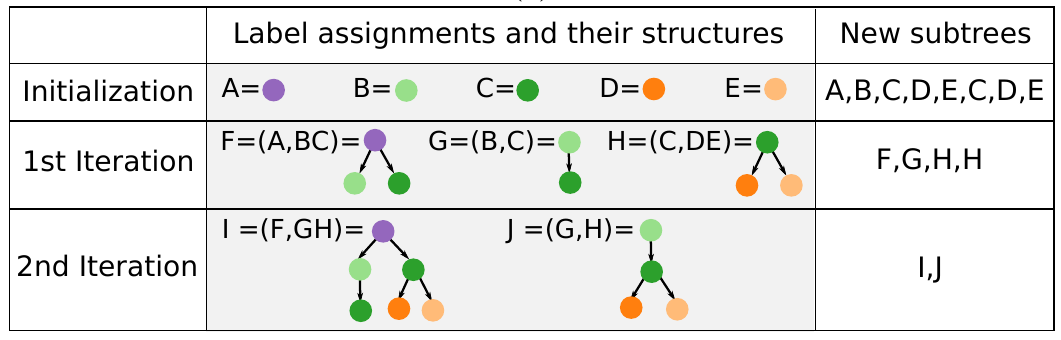 Label assignments and their structures New subtrees
Initialization A= B= C= D= E= A,B,C,D,E,C,D,E
1st Iteration F=(A,BC)= G=(B,C)= H=(C,DE)= F,G,H,H
2nd Iteration I =(F,GH)= J =(G,H)= I,J